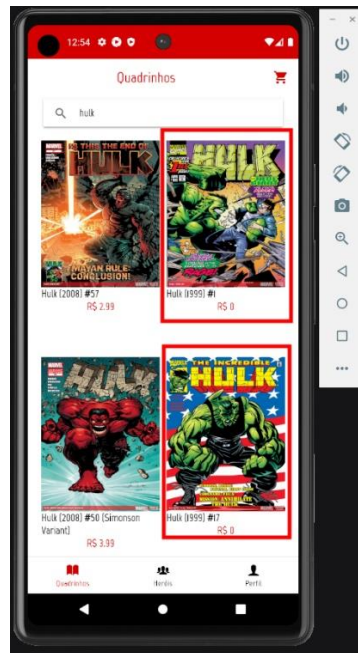 12:54
Quadrinhos
hulk
IS THIS THE END OF
HULK
MAYAN RULE:
CONCLUSION!
HULK
Hulk (2008) #57
R$ 2.99
Hulk (1999) #1
R$ 0
HULK
THE INCREDIBLE
HULK
Hulk (2008) #50 (Simonson
Variant)
R$ 3.99
Hulk (1999) #17
R$ 0
Quadrinhos
Heróis
Perfil